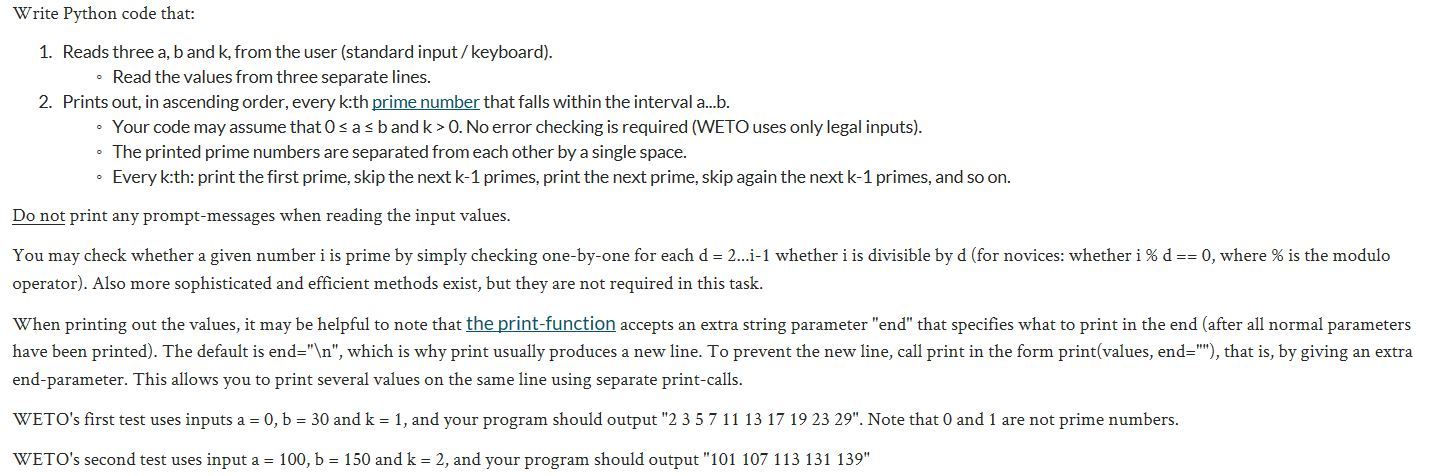 Write Python code that:
1. Reads three a, b and k, from the user (standard input / keyboard).
◦ Read the values from three separate lines.
2. Prints out, in ascending order, every k:th prime number that falls within the interval a...b.
◦ Your code may assume that 0 ≤ a ≤ b and k > 0. No error checking is required (WETO uses only legal inputs).
◦ The printed prime numbers are separated from each other by a single space.
◦ Every k:th: print the first prime, skip the next k-1 primes, print the next prime, skip again the next k-1 primes, and so on.
Do not print any prompt-messages when reading the input values.
You may check whether a given number i is prime by simply checking one-by-one for each d = 2...i-1 whether i is divisible by d (for novices: whether i % d == 0, where % is the modulo
operator). Also more sophisticated and efficient methods exist, but they are not required in this task.
When printing out the values, it may be helpful to note that the print-function accepts an extra string parameter "end" that specifies what to print in the end (after all normal parameters
have been printed). The default is end="\n", which is why print usually produces a new line. To prevent the new line, call print in the form print(values, end=""), that is, by giving an extra
end-parameter. This allows you to print several values on the same line using separate print-calls.
WETO's first test uses inputs a = 0, b = 30 and k = 1, and your program should output "2 3 5 7 11 13 17 19 23 29". Note that 0 and 1 are not prime numbers.
WETO's second test uses input a = 100, b = 150 and k = 2, and your program should output "101 107 113 131 139"